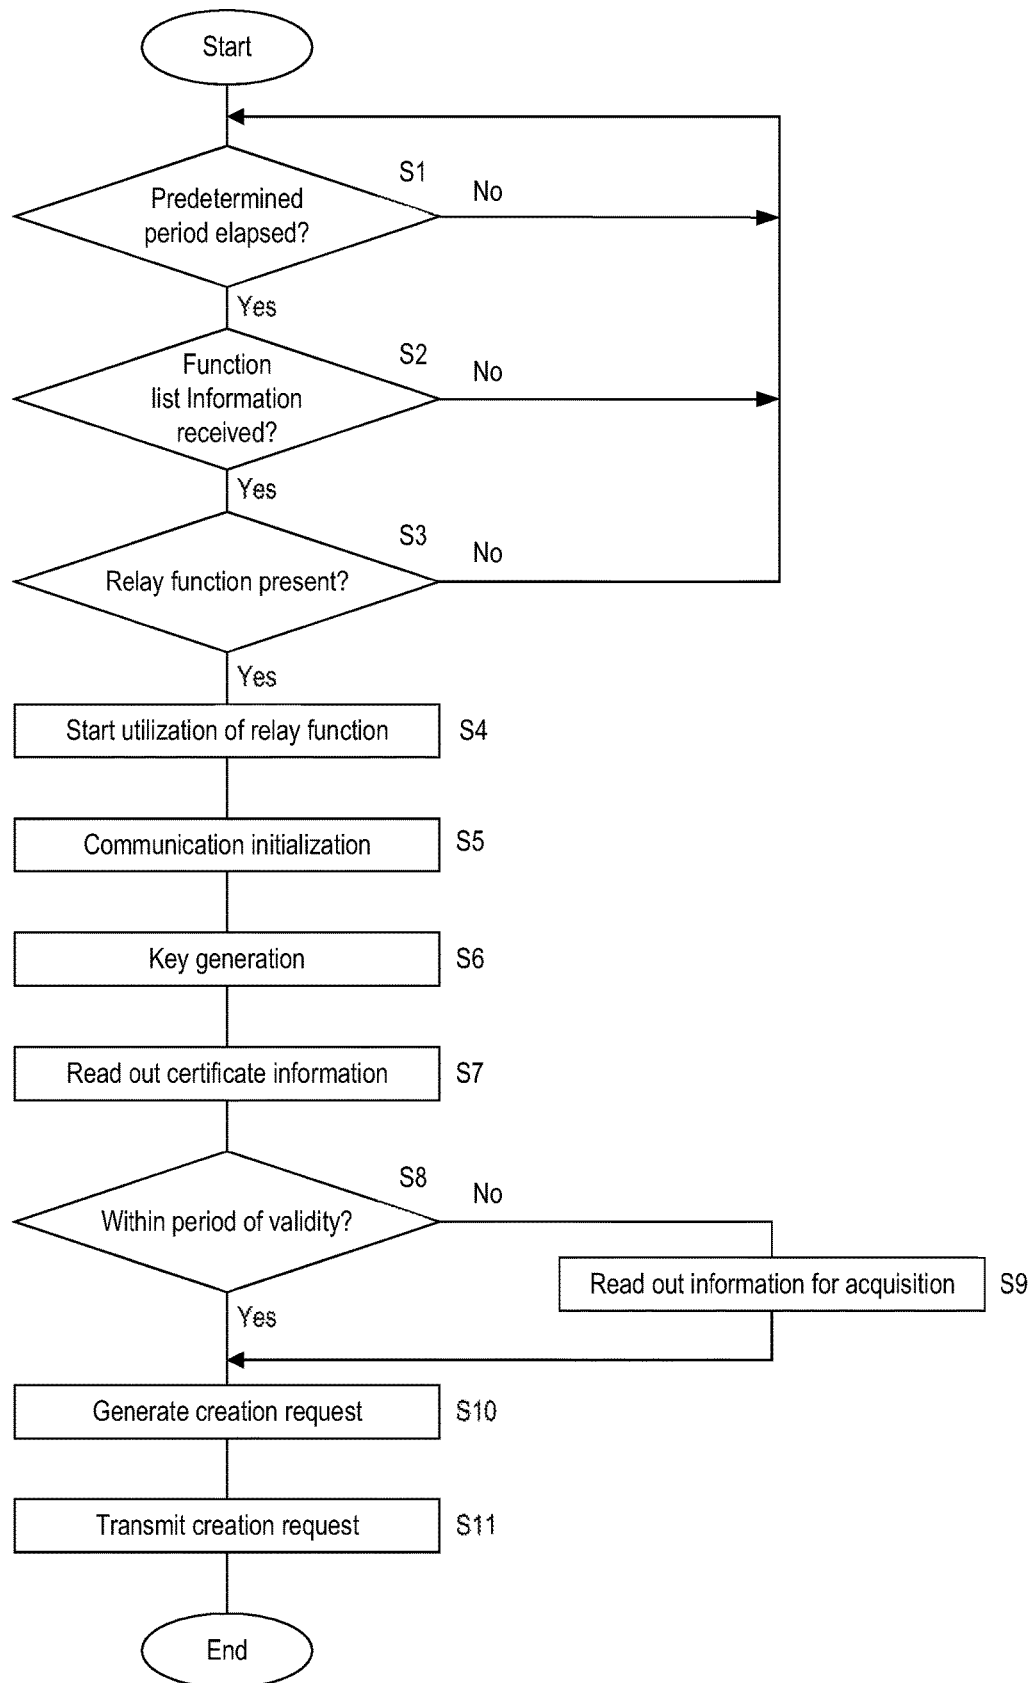 Start
S1
No
Predetermined
period elapsed?
Yes
S2
No
Function
list Information
received?
Yes
S3
No
Relay function present?
Yes
Start utilization of relay function
S4
Communication initialization
S5
Key generation
S6
Read out certificate information
S7
S8
No
Within period of validity?
Read out information for acquisition
S9
Yes
Generate creation request
S10
Transmit creation request
S11
End